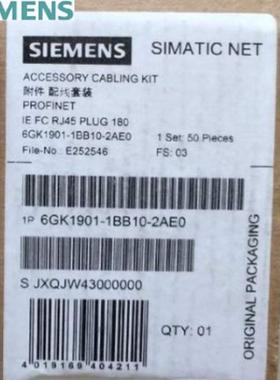 EMENS
SIEMENS SIMATIC NET
ACCESSORY CABLING KIT
附件 配线套装
PROFINET
IE FC RJ45 PLUG 180
6GK1901-1BB10-2AE0 1 Set: 50 Pieces
File-No: E252546 FS: 03
1P 6GK1901-1BB10-2AE0
S JXQJW43000000
QTY: 01
4 019169 404211
ORIGINAL PACKAGING